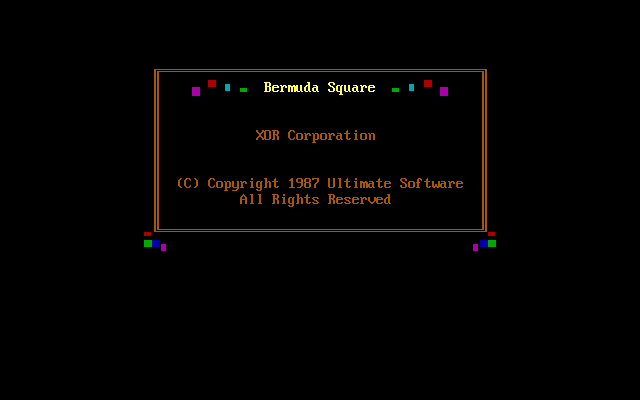 Bermuda Square
XOR Corporation
(C) Copyright 1987 Ultimate Software
All Rights Reserved